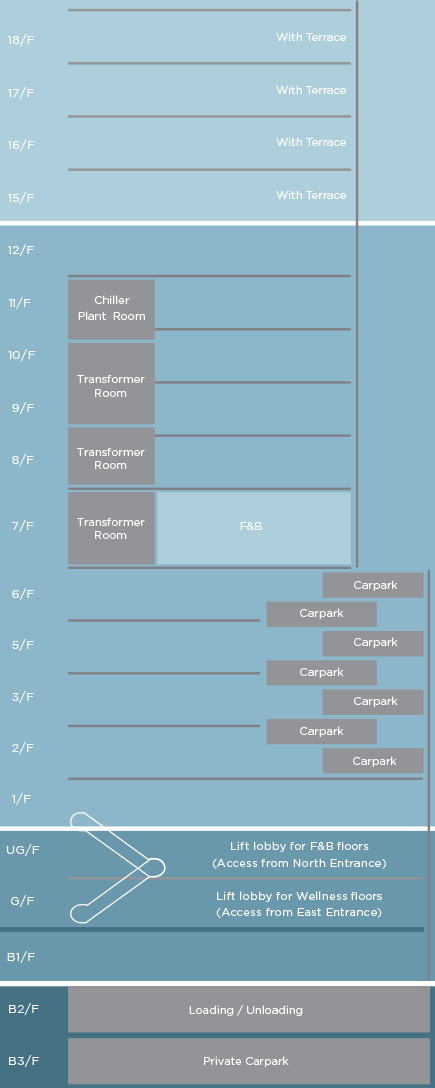 18/F
With Terrace
17/F
With Terrace
16/F
With Terrace
15/F
With Terrace
12/F
11/F
Chiller
Plant Room
10/F
Transformer
Room
9/F
8/F
Transformer
Room
7/F
Transformer
Room
F&B
6/F
Carpark
Carpark
5/F
Carpark
Carpark
3/F
Carpark
Carpark
2/F
Carpark
1/F
UG/F
Lift lobby for F&B floors
(Access from North Entrance)
G/F
Lift lobby for Wellness floors
(Access from East Entrance)
B1/F
B2/F
Loading / Unloading
B3/F
Private Carpark